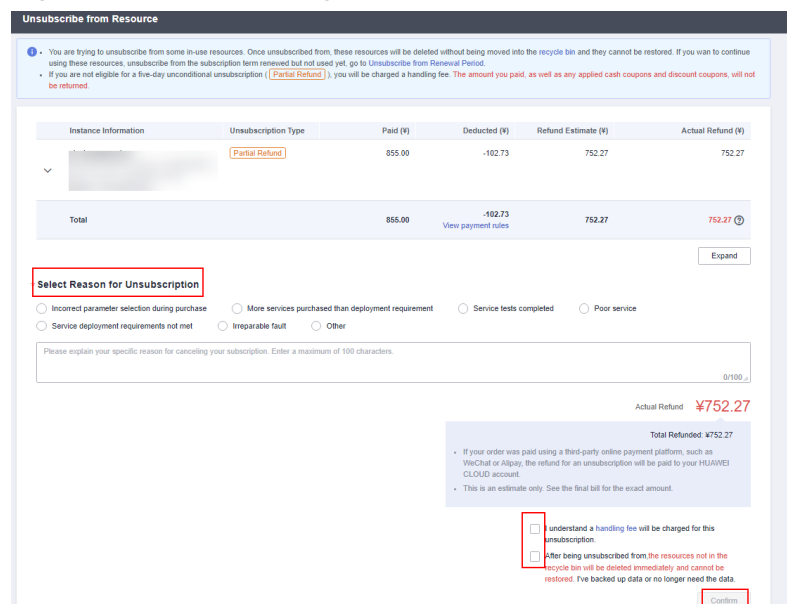 Unsubscribe from Resource
You are trying to unsubscribe from some in-use resources. Once unsubscribed from, these resources will be deleted without being moved into the recycle bin and they cannot be restored. If you wan to continue
using these resources, unsubscribe from the subscription term renewed but not used yet, go to Unsubscribe from Renewal Period.
If you are not eligible for a five-day unconditional unsubscription ( Partial Refund ), you will be charged a handling fee. The amount you paid, as well as any applied cash coupons and discount coupons, will not
be returned.
Instance Information Unsubscription Type Paid (¥) Deducted (¥) Refund Estimate (¥) Actual Refund (¥)
Partial Refund 855.00 -102.73 752.27 752.27
Total 855.00 -102.73 752.27 752.27
View payment rules
Expand
Select Reason for Unsubscription
Incorrect parameter selection during purchase More services purchased than deployment requirement Service tests completed Poor service
Service deployment requirements not met Irreparable fault Other
Please explain your specific reason for canceling your subscription. Enter a maximum of 100 characters.
0/100
Actual Refund ¥752.27
Total Refunded: ¥752.27
If your order was paid using a third-party online payment platform, such as
WeChat or Alipay, the refund for an unsubscription will be paid to your HUAWEI
CLOUD account.
This is an estimate only. See the final bill for the exact amount.
I understand a handling fee will be charged for this
unsubscription.
After being unsubscribed from,the resources not in the
recycle bin will be deleted immediately and cannot be
restored. I've backed up data or no longer need the data.
Confirm